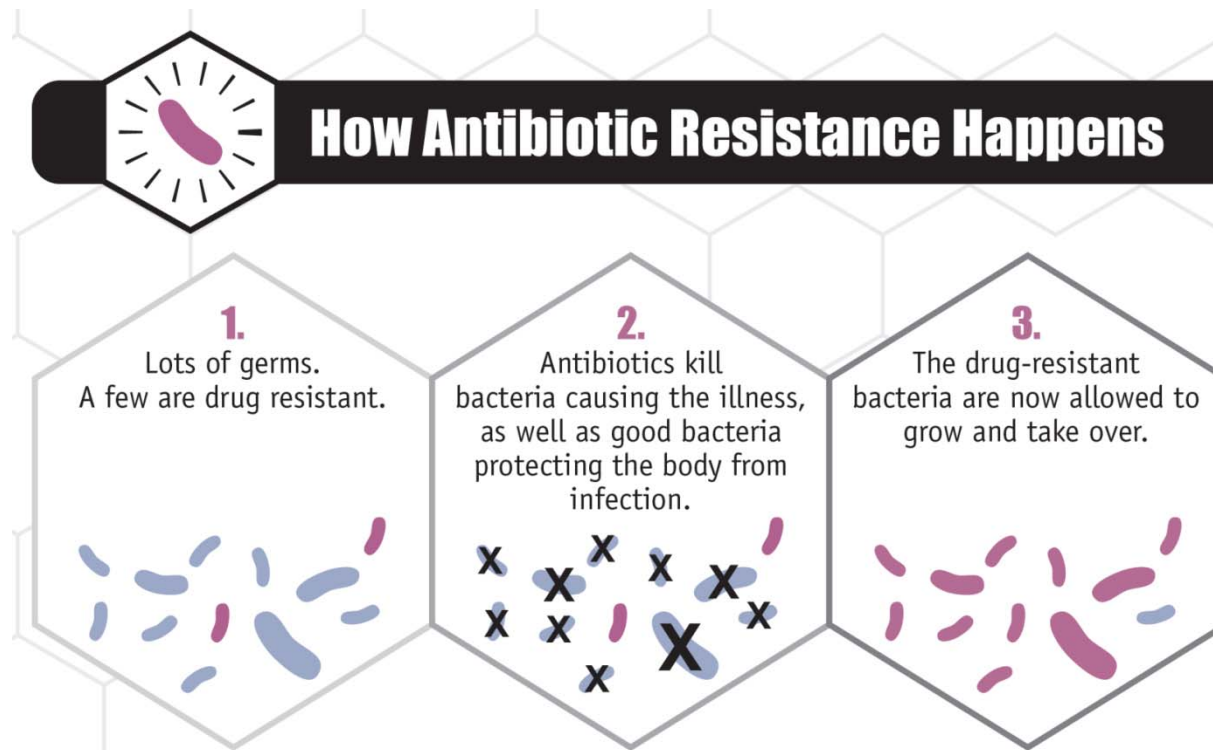 How Antibiotic Resistance Happens
1.
Lots of germs.
A few are drug resistant.
2.
Antibiotics kill
bacteria causing the illness,
as well as good bacteria
protecting the body from
infection.
X
X
X
X
X
X
X
X
X
X
3.
The drug-resistant
bacteria are now allowed to
grow and take over.